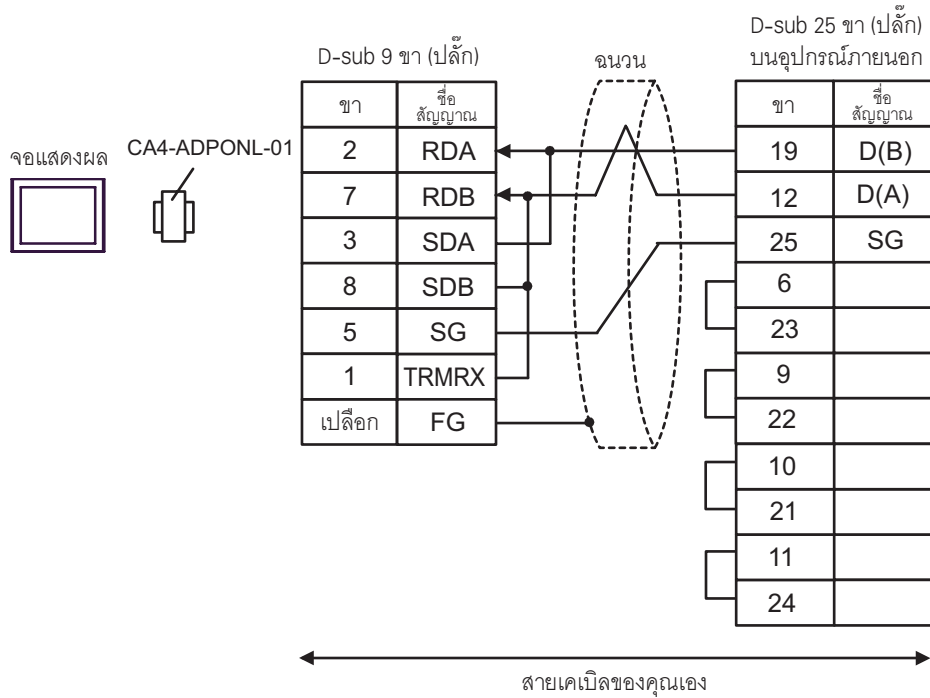 D-sub 25 ขา (ปลั๊ก)
บนอุปกรณ์ภายนอก
D-sub 9 ขา (ปลั๊ก)
ฉนวน
ขา ชื่อสัญญาณ
ขา ชื่อสัญญาณ
จอแสดงผล
CA4-ADPONL-01
2 RDA
7 RDB
3 SDA
8 SDB
5 SG
1 TRMRX
เปลือก FG
19 D(B)
12 D(A)
25 SG
6
23
9
22
10
21
11
24
สายเคเบิลของคุณเอง